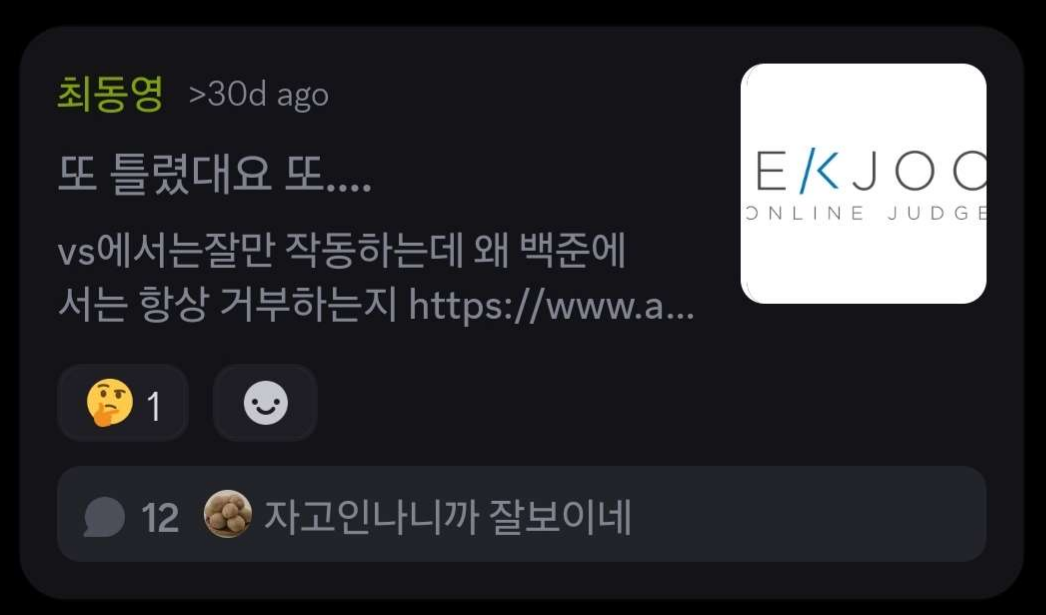 최동영 >30d ago
또 틀렸대요 또....
vs에서는잘만 작동하는데 왜 백준에
서는 항상 거부하는지 https://www.a...
EKJOO
ONLINE JUDGE
1
12 자고인나니까 잘보이네